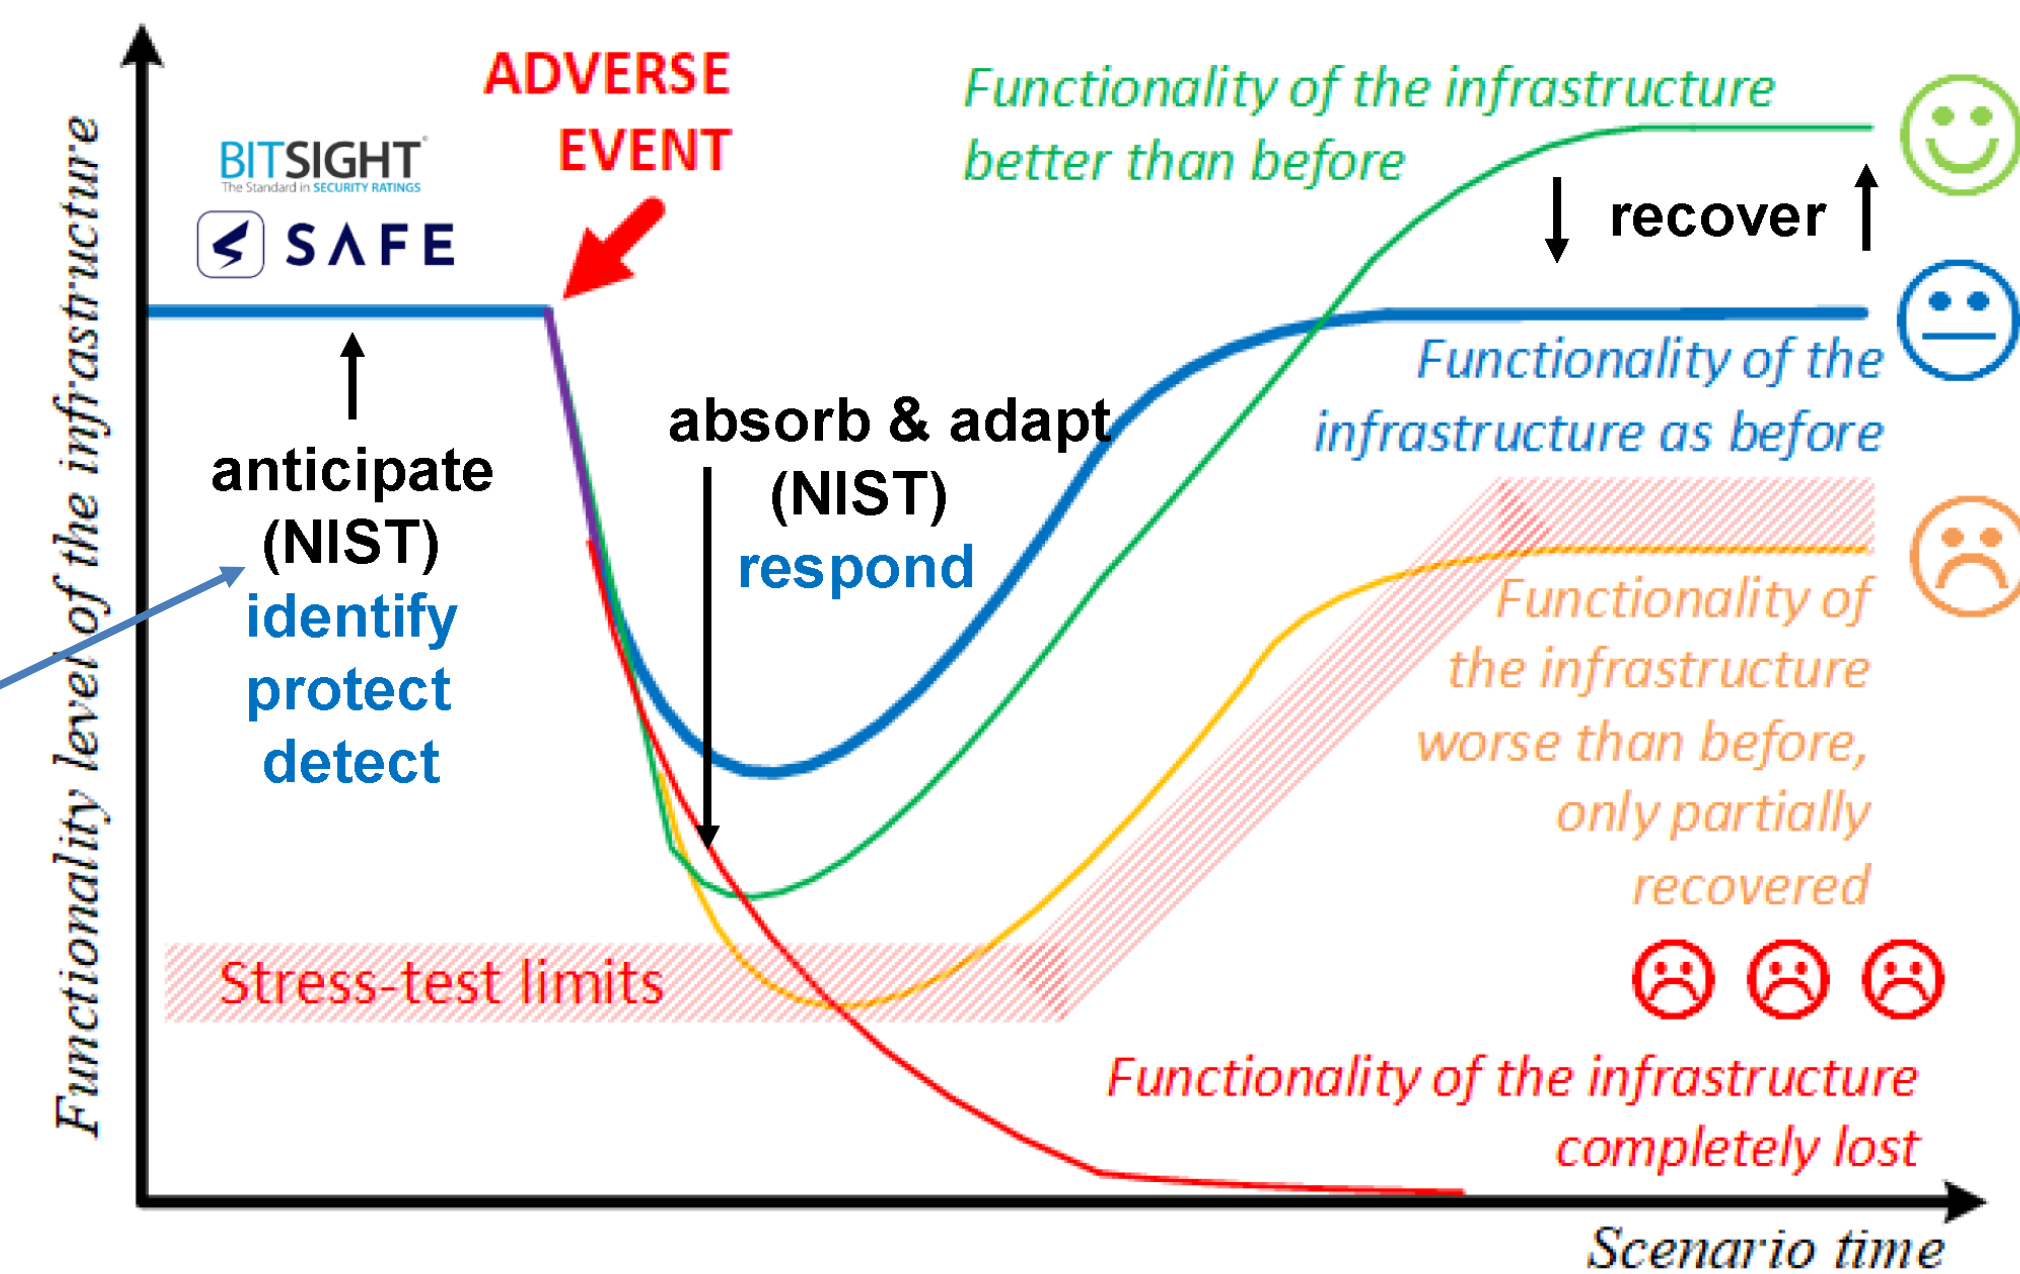 Functionality level of the infrastructure
BITSIGHT
The Standard in SECURITY RATINGS
SAFE
ADVERSE
EVENT
Functionality of the infrastructure
better than before
recover
anticipate
(NIST)
identify
protect
detect
absorb & adapt
(NIST)
respond
Functionality of the
infrastructure as before
Functionality of
the infrastructure
worse than before,
only partially
recovered
Stress-test limits
Functionality of the infrastructure
completely lost
Scenario time